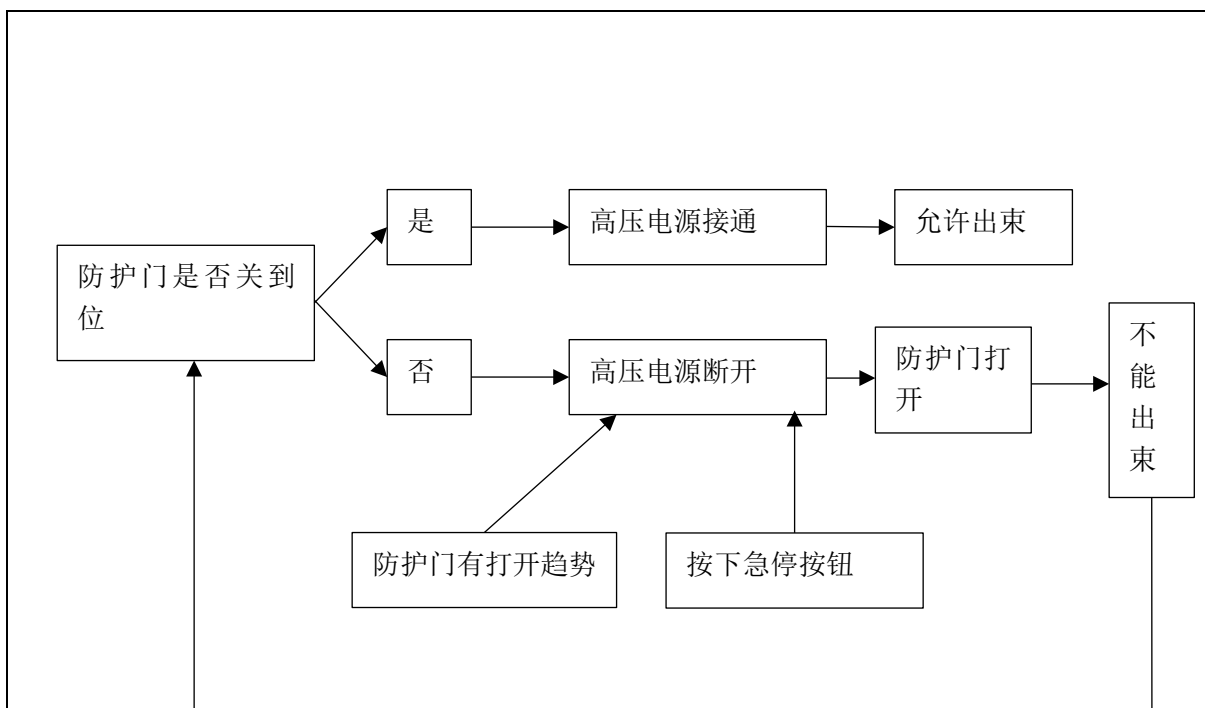 是
高压电源接通
允许出束
防护门是否关到
位
否
高压电源断开
防护门打
开
不
能
出
束
防护门有打开趋势
按下急停按钮